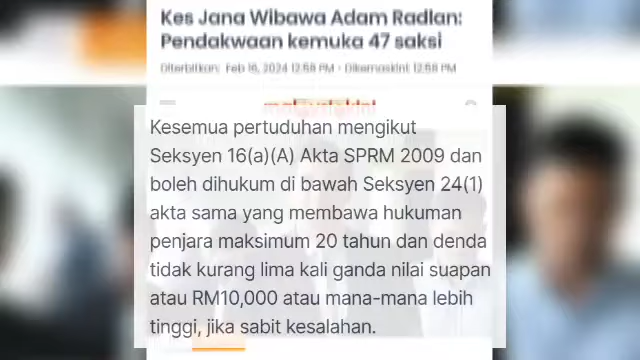 Kes Jana Wibawa Adam Radlan:
Pendakwaan kemuka 47 saksi
Diterbitkan: Feb 16, 2024 12:58 PM · Dikemaskini: 12:58 PM
Kesemua pertuduhan mengikut
Seksyen 16(a)(A) Akta SPRM 2009 dan
boleh dihukum di bawah Seksyen 24(1)
akta sama yang membawa hukuman
penjara maksimum 20 tahun dan denda
tidak kurang lima kali ganda nilai suapan
atau RM10,000 atau mana-mana lebih
tinggi, jika sabit kesalahan.